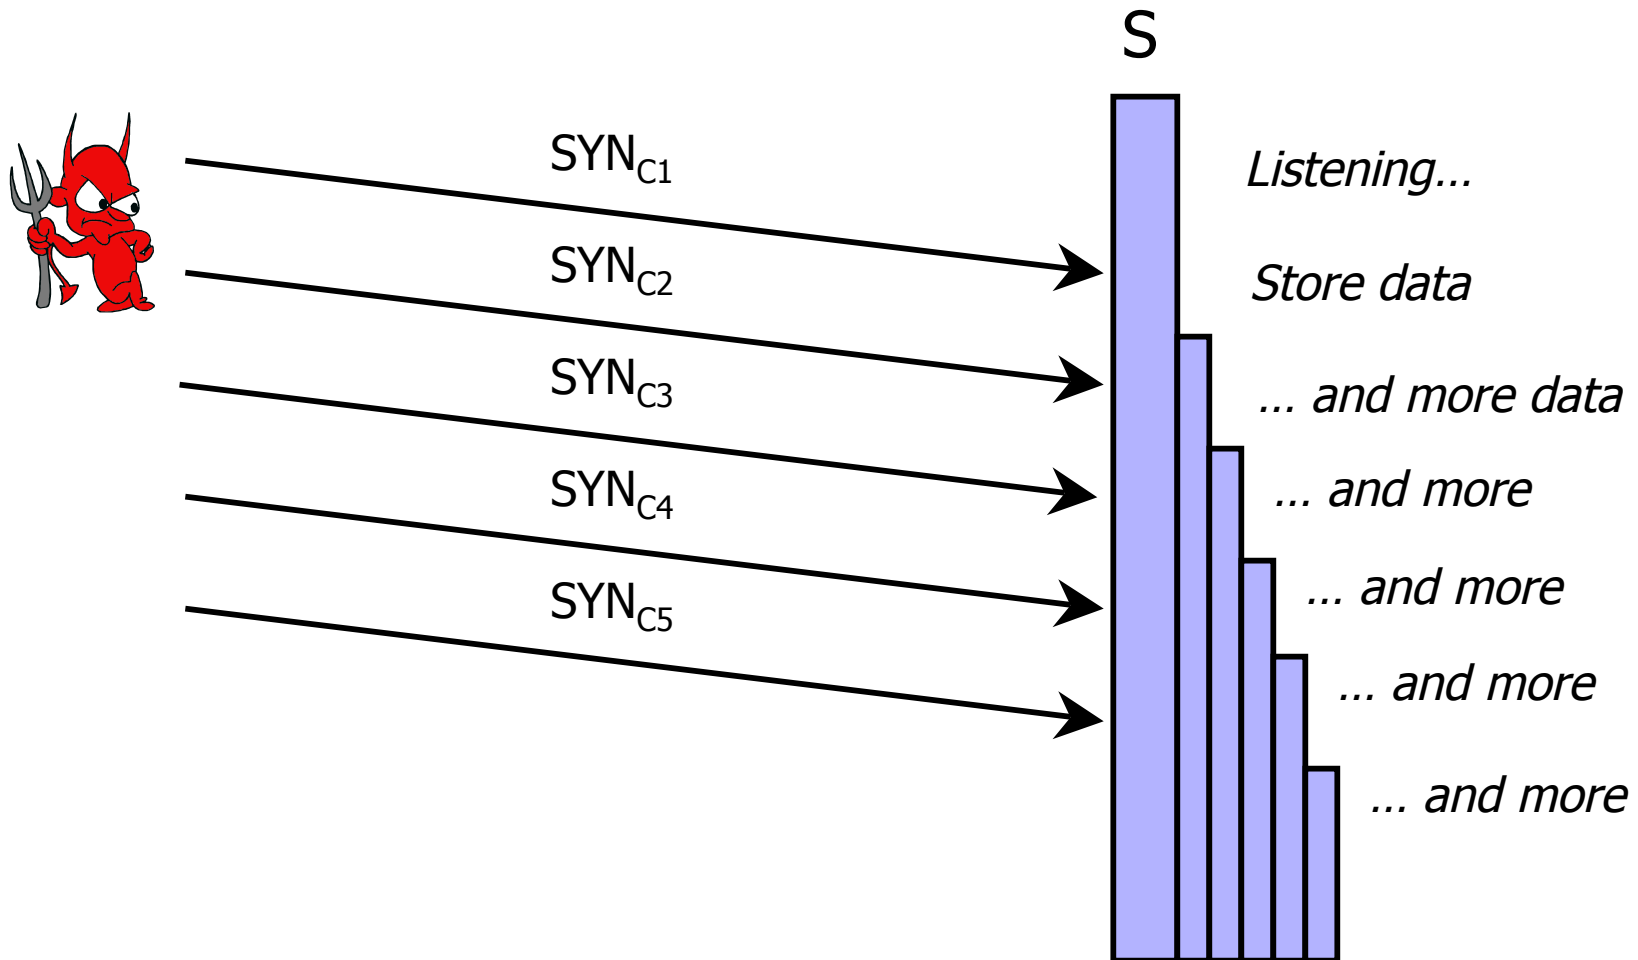 S
SYNC1
Listening...
SYNC2
Store data
SYNC3
... and more data
SYNC4
... and more
SYNC5
... and more
... and more
... and more